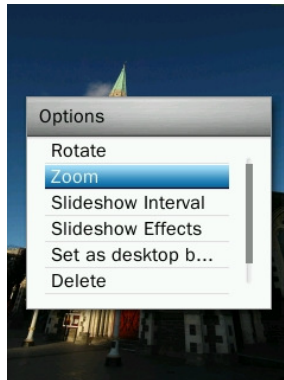 Options
Rotate
Zoom
Slideshow Interval
Slideshow Effects
Set as desktop b...
Delete